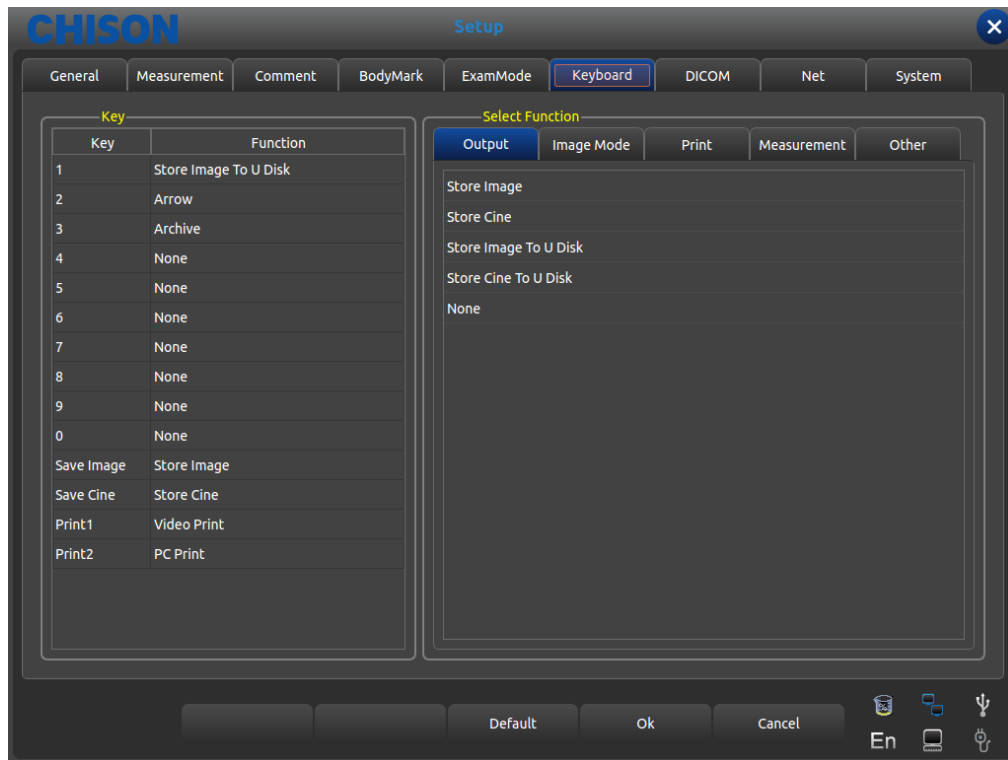 CHISON
Setup
General Measurement Comment BodyMark ExamMode Keyboard DICOM Net System
Key
Key Function
1 Store Image To U Disk
2 Arrow
3 Archive
4 None
5 None
6 None
7 None
8 None
9 None
0 None
Save Image Store Image
Save Cine Store Cine
Print1 Video Print
Print2 PC Print
Select Function
Output Image Mode Print Measurement Other
Store Image
Store Cine
Store Image To U Disk
Store Cine To U Disk
None
Default Ok Cancel
En